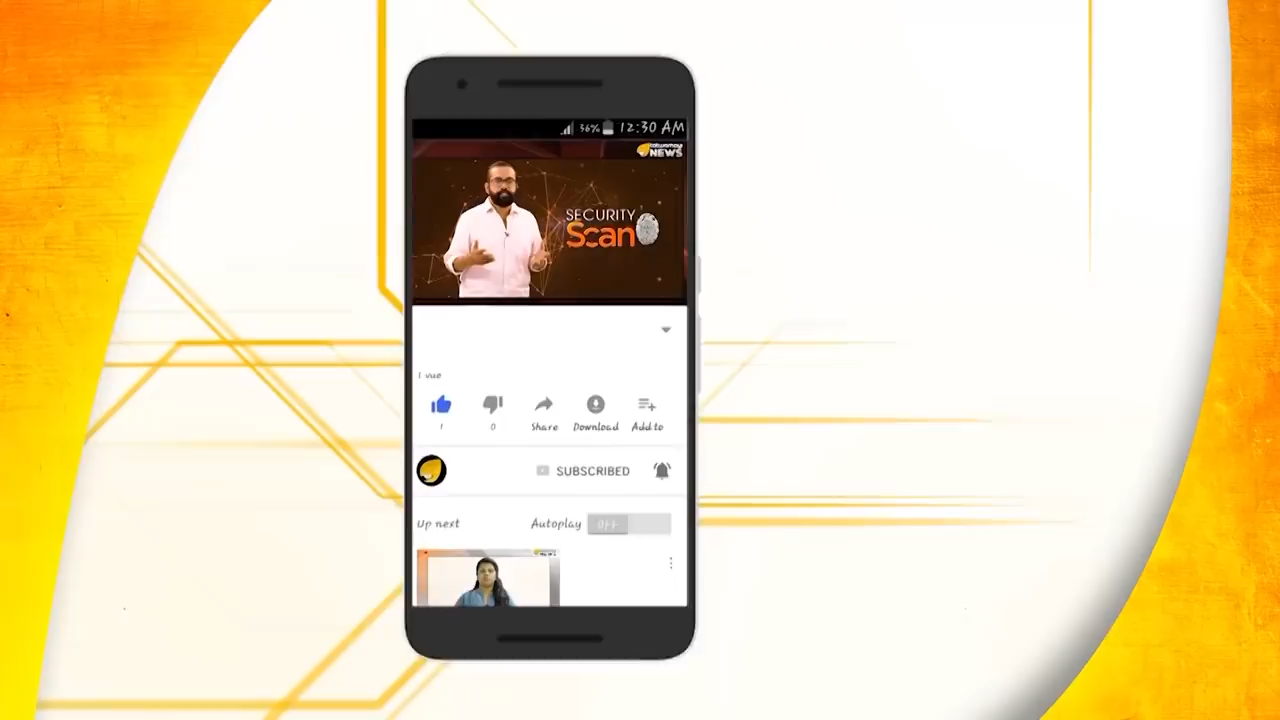 36% 12:30 AM
NEWS
SECURITY
Scan
1 vue
1 0 Share Download Add to
SUBSCRIBED
Up next Autoplay OFF